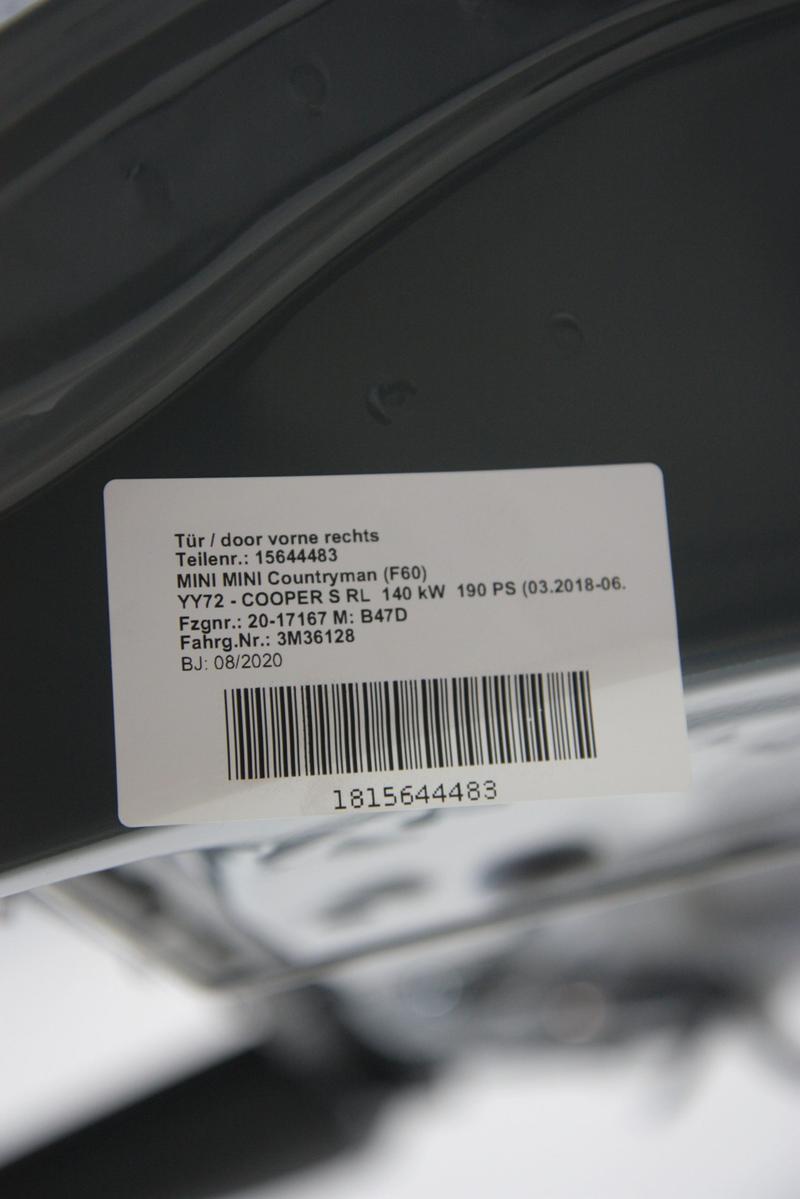 Tür / door vorne rechts
Teilenr.: 15644483
MINI MINI Countryman (F60)
YY72 - COOPER S RL  140 kW  190 PS (03.2018-06.
Fzgnr.: 20-17167 M: B47D
Fahrg.Nr.: 3M36128
BJ: 08/2020
1815644483